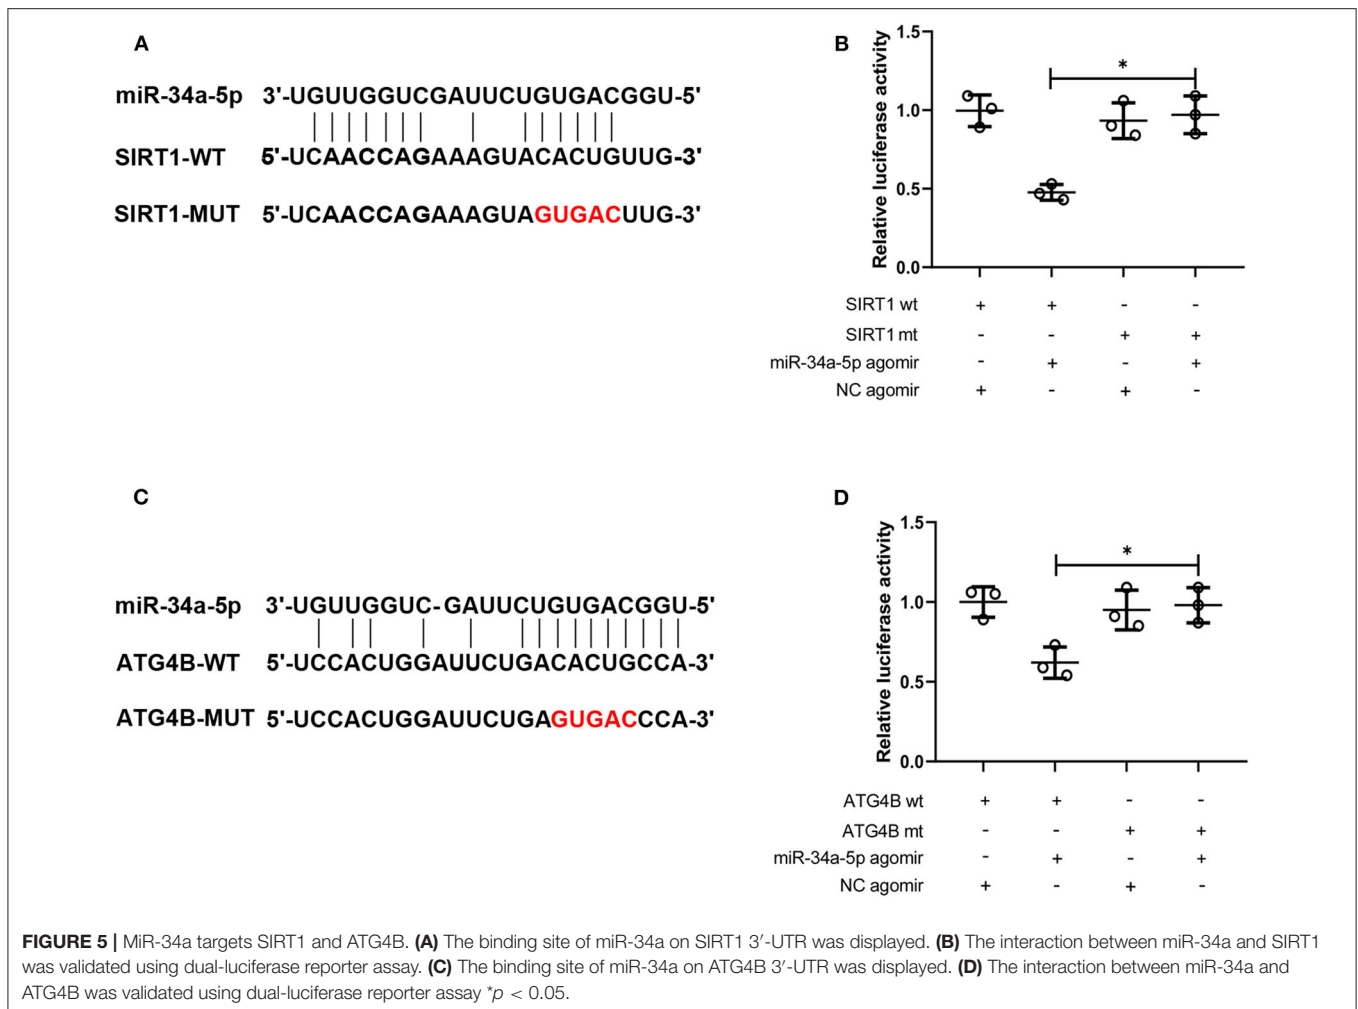 A
miR-34a-5p 3'-UGUUGGUCGAUUCUGUGACGGU-5'
SIRT1-WT 5'-UCAACCAGAAAGUACACUGUUG-3'
SIRT1-MUT 5'-UCAACCAGAAAGUAGUGACUUG-3'
B
Relative luciferase activity
1.5
1.0
0.5
0.0
*
SIRT1 wt + + - -
SIRT1 mt - - + +
miR-34a-5p agomir - + - +
NC agomir + - + -
C
miR-34a-5p 3'-UGUUGGUC-GAUUCUGUGACGGU-5'
ATG4B-WT 5'-UCCACUGGAUUCUGACACUGCCA-3'
ATG4B-MUT 5'-UCCACUGGAUUCUGAGUGACCCA-3'
D
Relative luciferase activity
1.5
1.0
0.5
0.0
*
ATG4B wt + + - -
ATG4B mt - - + +
miR-34a-5p agomir - + - +
NC agomir + - + -
FIGURE 5 | MiR-34a targets SIRT1 and ATG4B. (A) The binding site of miR-34a on SIRT1 3′-UTR was displayed. (B) The interaction between miR-34a and SIRT1
was validated using dual-luciferase reporter assay. (C) The binding site of miR-34a on ATG4B 3′-UTR was displayed. (D) The interaction between miR-34a and
ATG4B was validated using dual-luciferase reporter assay *p < 0.05.